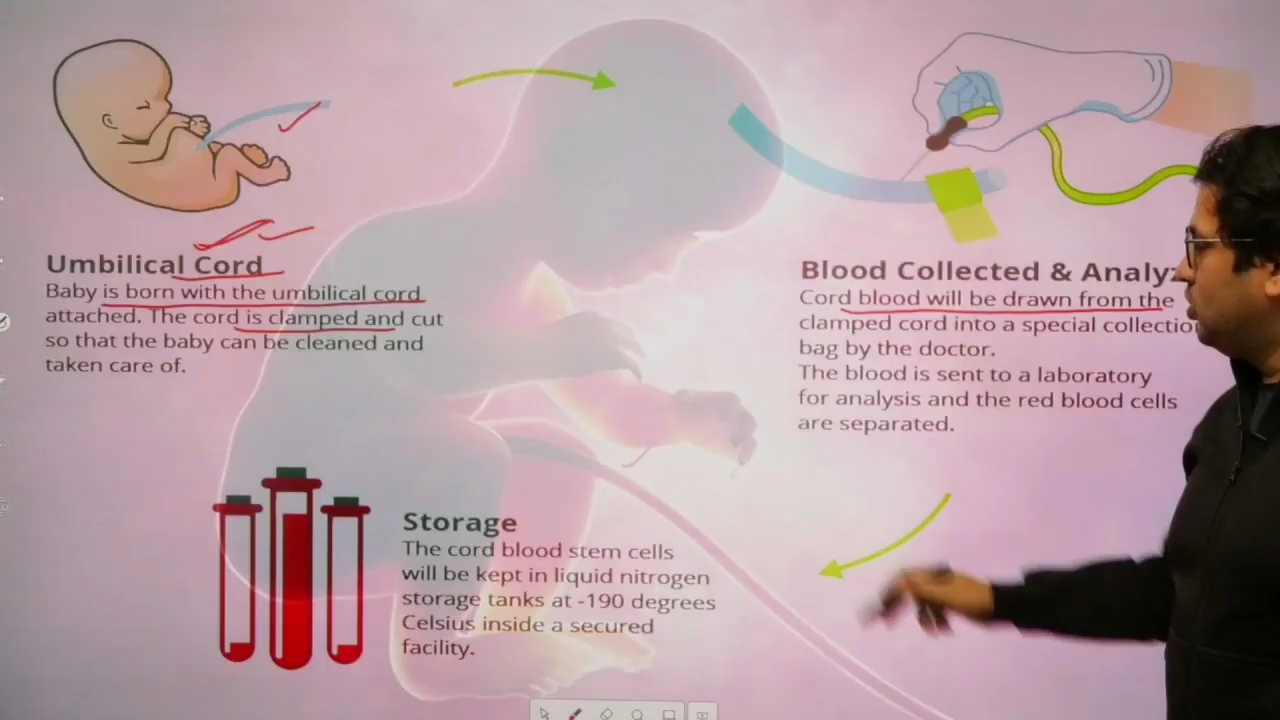 Umbilical Cord
Baby is born with the umbilical cord
attached. The cord is clamped and cut
so that the baby can be cleaned and
taken care of.
Blood Collected & Analyz
Cord blood will be drawn from the
clamped cord into a special collectio
bag by the doctor.
The blood is sent to a laboratory
for analysis and the red blood cells
are separated.
Storage
The cord blood stem cells
will be kept in liquid nitrogen
storage tanks at -190 degrees
Celsius inside a secured
facility.